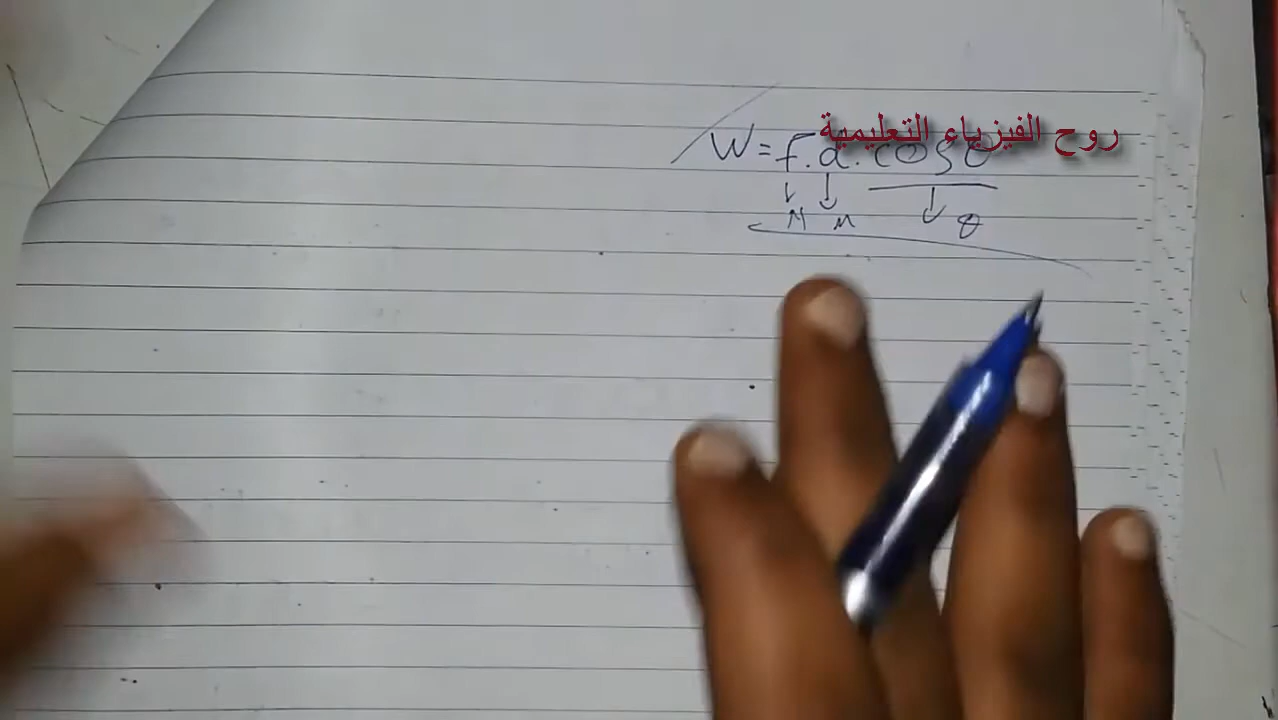 روح الفيزياء التعليمية
W = f . d . cos θ
N m θ